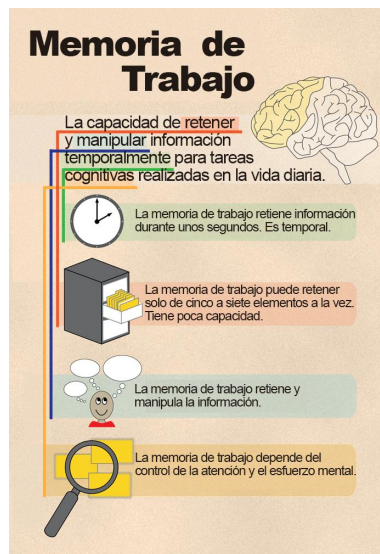 Memoria de
Trabajo
La capacidad de retener
y manipular información
temporalmente para tareas
cognitivas realizadas en la vida diaria.
La memoria de trabajo retiene información
durante unos segundos. Es temporal.
La memoria de trabajo puede retener
solo de cinco a siete elementos a la vez.
Tiene poca capacidad.
La memoria de trabajo retiene y
manipula la información.
La memoria de trabajo depende del
control de la atención y el esfuerzo mental.